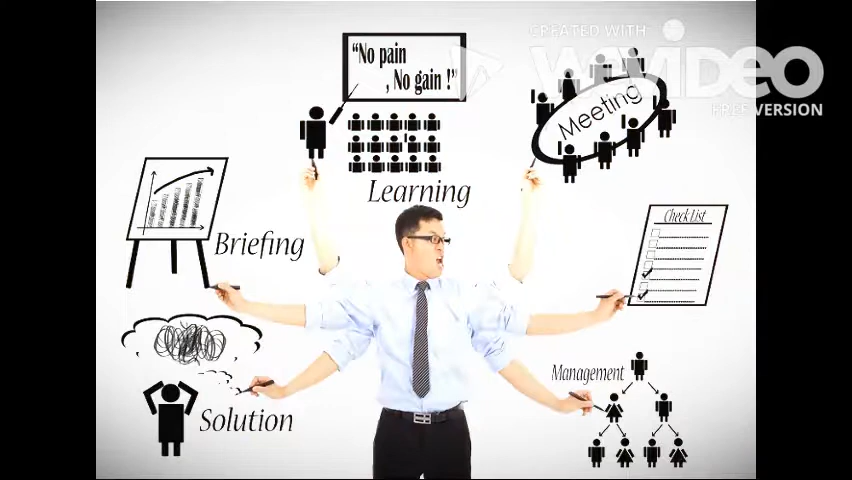 CREATED WITH
WeVIDEO
FREE VERSION
"No pain
, No gain !"
Meeting
Learning
Check List
Briefing
Management
Solution